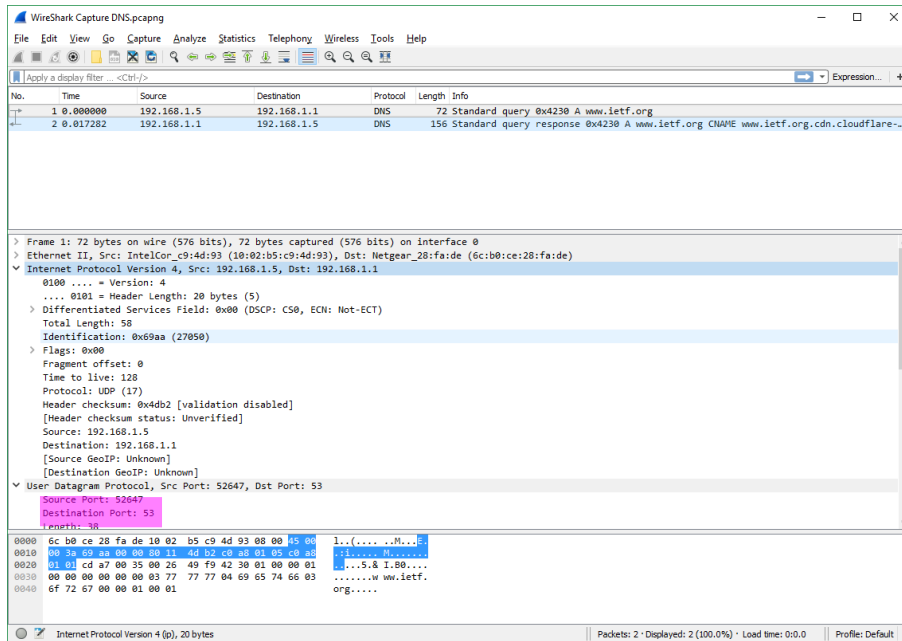 WireShark Capture DNS.pcapng
File Edit View Go Capture Analyze Statistics Telephony Wireless Tools Help
Apply a display filter ... <Ctrl-/>
Expression... +
No. Time Source Destination Protocol Length Info
1 0.000000 192.168.1.5 192.168.1.1 DNS 72 Standard query 0x4230 A www.ietf.org
2 0.017282 192.168.1.1 192.168.1.5 DNS 156 Standard query response 0x4230 A www.ietf.org CNAME www.ietf.org.cdn.cloudflare-…
Frame 1: 72 bytes on wire (576 bits), 72 bytes captured (576 bits) on interface 0
Ethernet II, Src: IntelCor_c9:4d:93 (10:02:b5:c9:4d:93), Dst: Netgear_28:fa:de (6c:b0:ce:28:fa:de)
Internet Protocol Version 4, Src: 192.168.1.5, Dst: 192.168.1.1
0100 .... = Version: 4
.... 0101 = Header Length: 20 bytes (5)
Differentiated Services Field: 0x00 (DSCP: CS0, ECN: Not-ECT)
Total Length: 58
Identification: 0x69aa (27050)
Flags: 0x00
Fragment offset: 0
Time to live: 128
Protocol: UDP (17)
Header checksum: 0x4db2 [validation disabled]
[Header checksum status: Unverified]
Source: 192.168.1.5
Destination: 192.168.1.1
[Source GeoIP: Unknown]
[Destination GeoIP: Unknown]
User Datagram Protocol, Src Port: 52647, Dst Port: 53
Source Port: 52647
Destination Port: 53
Length: 38
0000 6c b0 ce 28 fa de 10 02 b5 c9 4d 93 08 00 45 00 l..(.... ..M...E.
0010 00 3a 69 aa 00 00 80 11 4d b2 c0 a8 01 05 c0 a8 .:i..... M.......
0020 01 01 cd a7 00 35 00 26 49 f9 42 30 01 00 00 01 .....5.& I.B0....
0030 00 00 00 00 00 00 03 77 77 77 04 69 65 74 66 03 .......w ww.ietf.
0040 6f 72 67 00 00 01 00 01 org.....
Internet Protocol Version 4 (ip), 20 bytes
Packets: 2 · Displayed: 2 (100.0%) · Load time: 0:0.0
Profile: Default